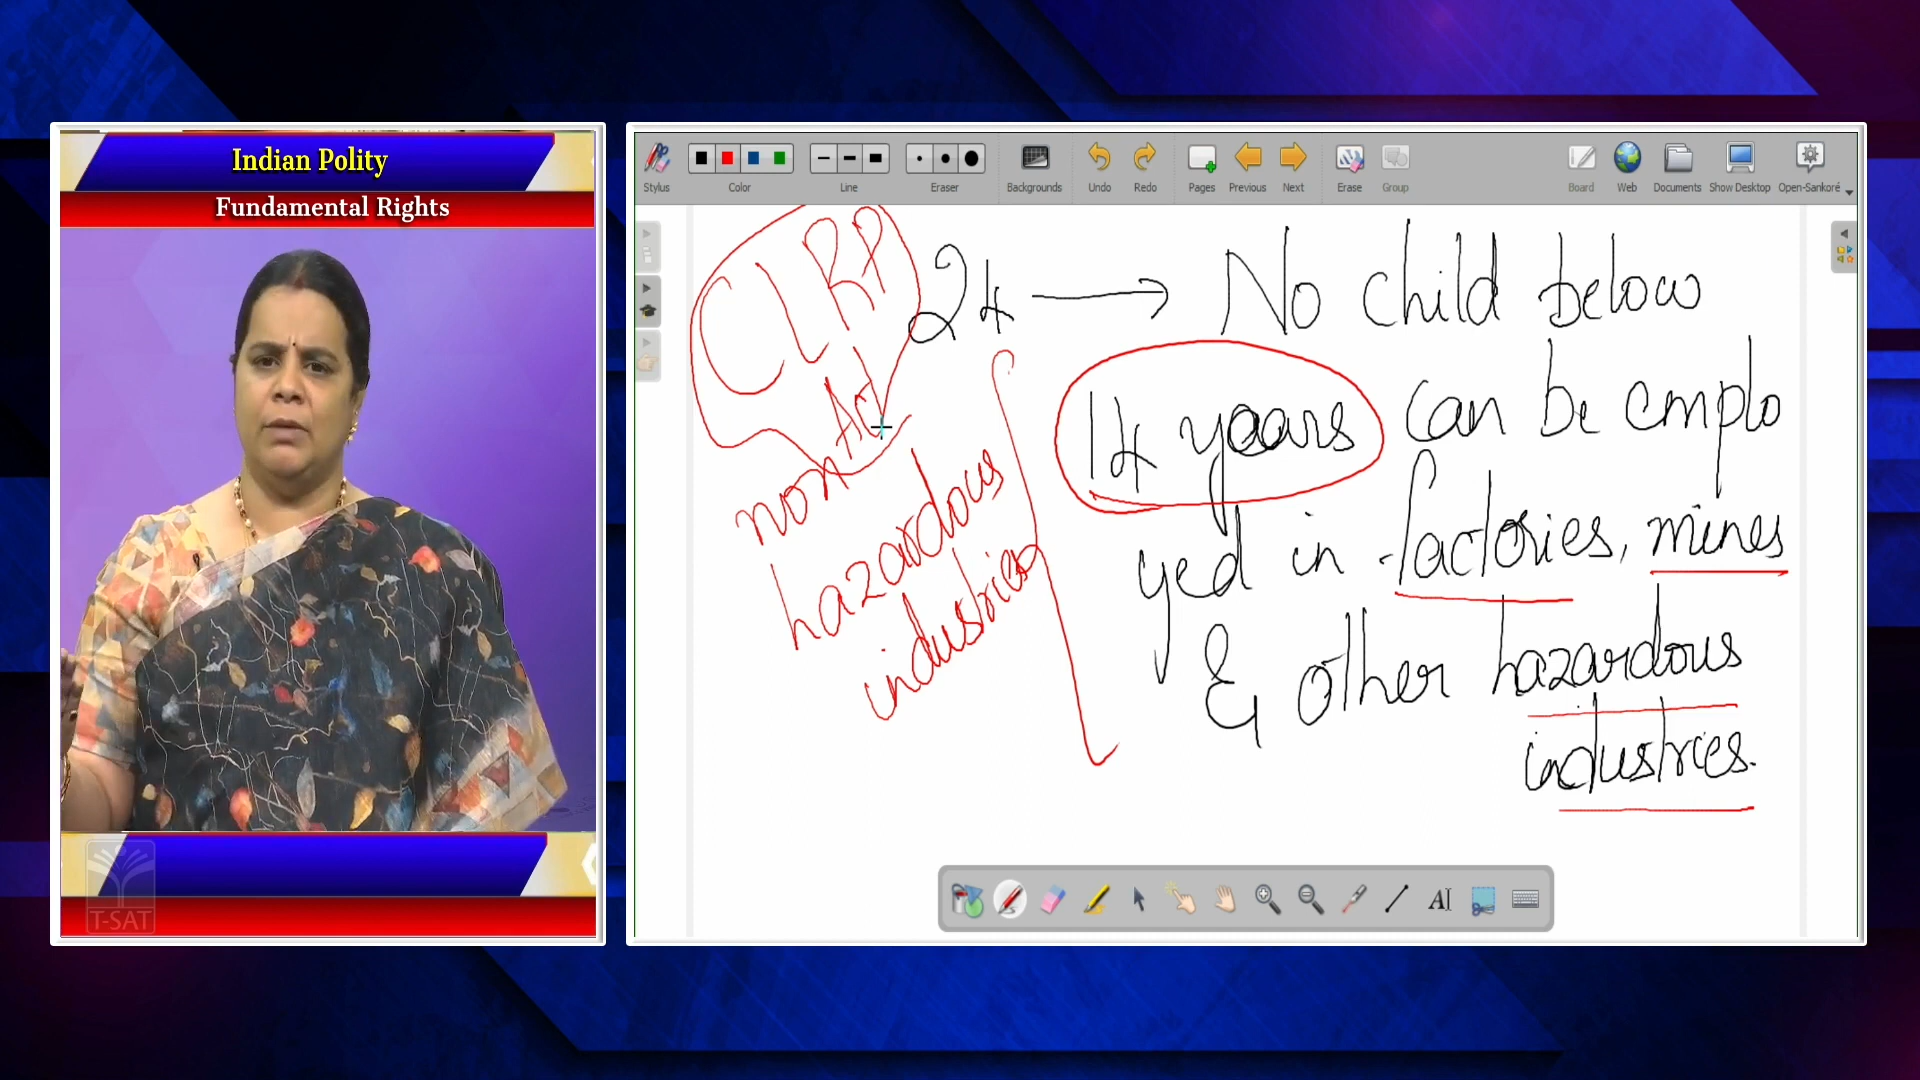 Indian Polity
Fundamental Rights
T-SAT
Stylus
Color
Line
Eraser
Backgrounds
Undo
Redo
Pages
Previous
Next
Erase
Group
Board
Web
Documents
Show Desktop
Open-Sankoré
CLRP
Act
non
hazardous
industries
24 → No child below
14 years can be emplo
yed in factories, mines
& other hazardous
industries.